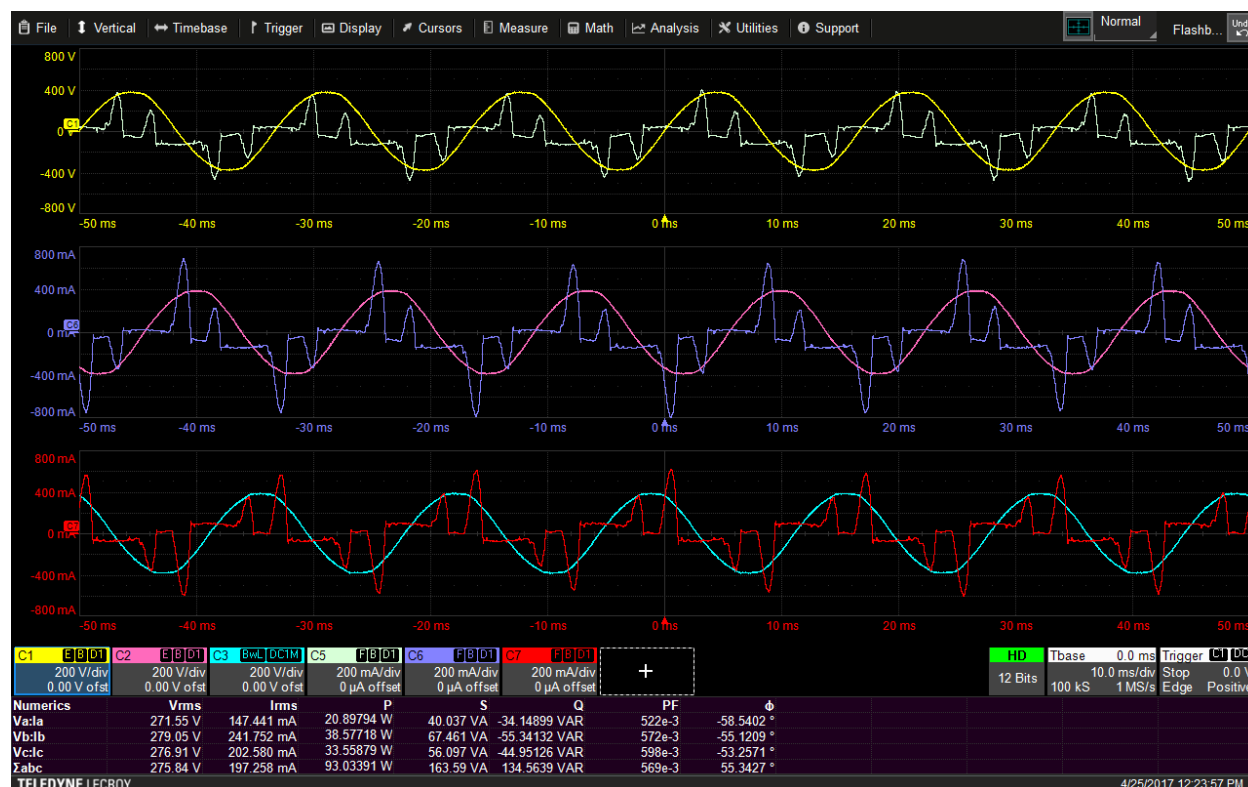 File Vertical Timebase Trigger Display Cursors Measure Math Analysis Utilities Support Normal Flashb... Und
800 V
400 V
C1 0 V
-400 V
-800 V
-50 ms -40 ms -30 ms -20 ms -10 ms 0 ms 10 ms 20 ms 30 ms 40 ms 50 ms
800 mA
400 mA
C6 0 mA
-400 mA
-800 mA
-50 ms -40 ms -30 ms -20 ms -10 ms 0 ms 10 ms 20 ms 30 ms 40 ms 50 ms
800 mA
400 mA
C7 0 mA
-400 mA
-800 mA
-50 ms -40 ms -30 ms -20 ms -10 ms 0 ms 10 ms 20 ms 30 ms 40 ms 50 ms
C1 E B D1 C2 E B D1 C3 BwL DC1M C5 F B D1 C6 F B D1 C7 F B D1 HD Tbase 0.0 ms Trigger C1 DC
200 V/div 200 V/div 200 V/div 200 mA/div 200 mA/div 200 mA/div + 12 Bits 10.0 ms/div Stop 0.0 V
0.00 V ofst 0.00 V ofst 0.00 V ofst 0 µA offset 0 µA offset 0 µA offset 100 kS 1 MS/s Edge Positive
Numerics Vrms Irms P S Q PF ϕ
Va:Ia 271.55 V 147.441 mA 20.89794 W 40.037 VA -34.14899 VAR 522e-3 -58.5402 °
Vb:Ib 279.05 V 241.752 mA 38.57718 W 67.461 VA -55.34132 VAR 572e-3 -55.1209 °
Vc:Ic 276.91 V 202.580 mA 33.55879 W 56.097 VA -44.95126 VAR 598e-3 -53.2571 °
Σabc 275.84 V 197.258 mA 93.03391 W 163.59 VA 134.5639 VAR 569e-3 55.3427 °
TELEDYNE LECROY 4/25/2017 12:23:57 PM